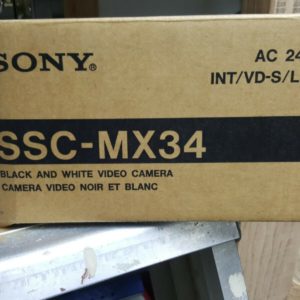 SONY®
AC 24
INT/VD-S/L
SSC-MX34
BLACK AND WHITE VIDEO CAMERA
CAMERA VIDEO NOIR ET BLANC